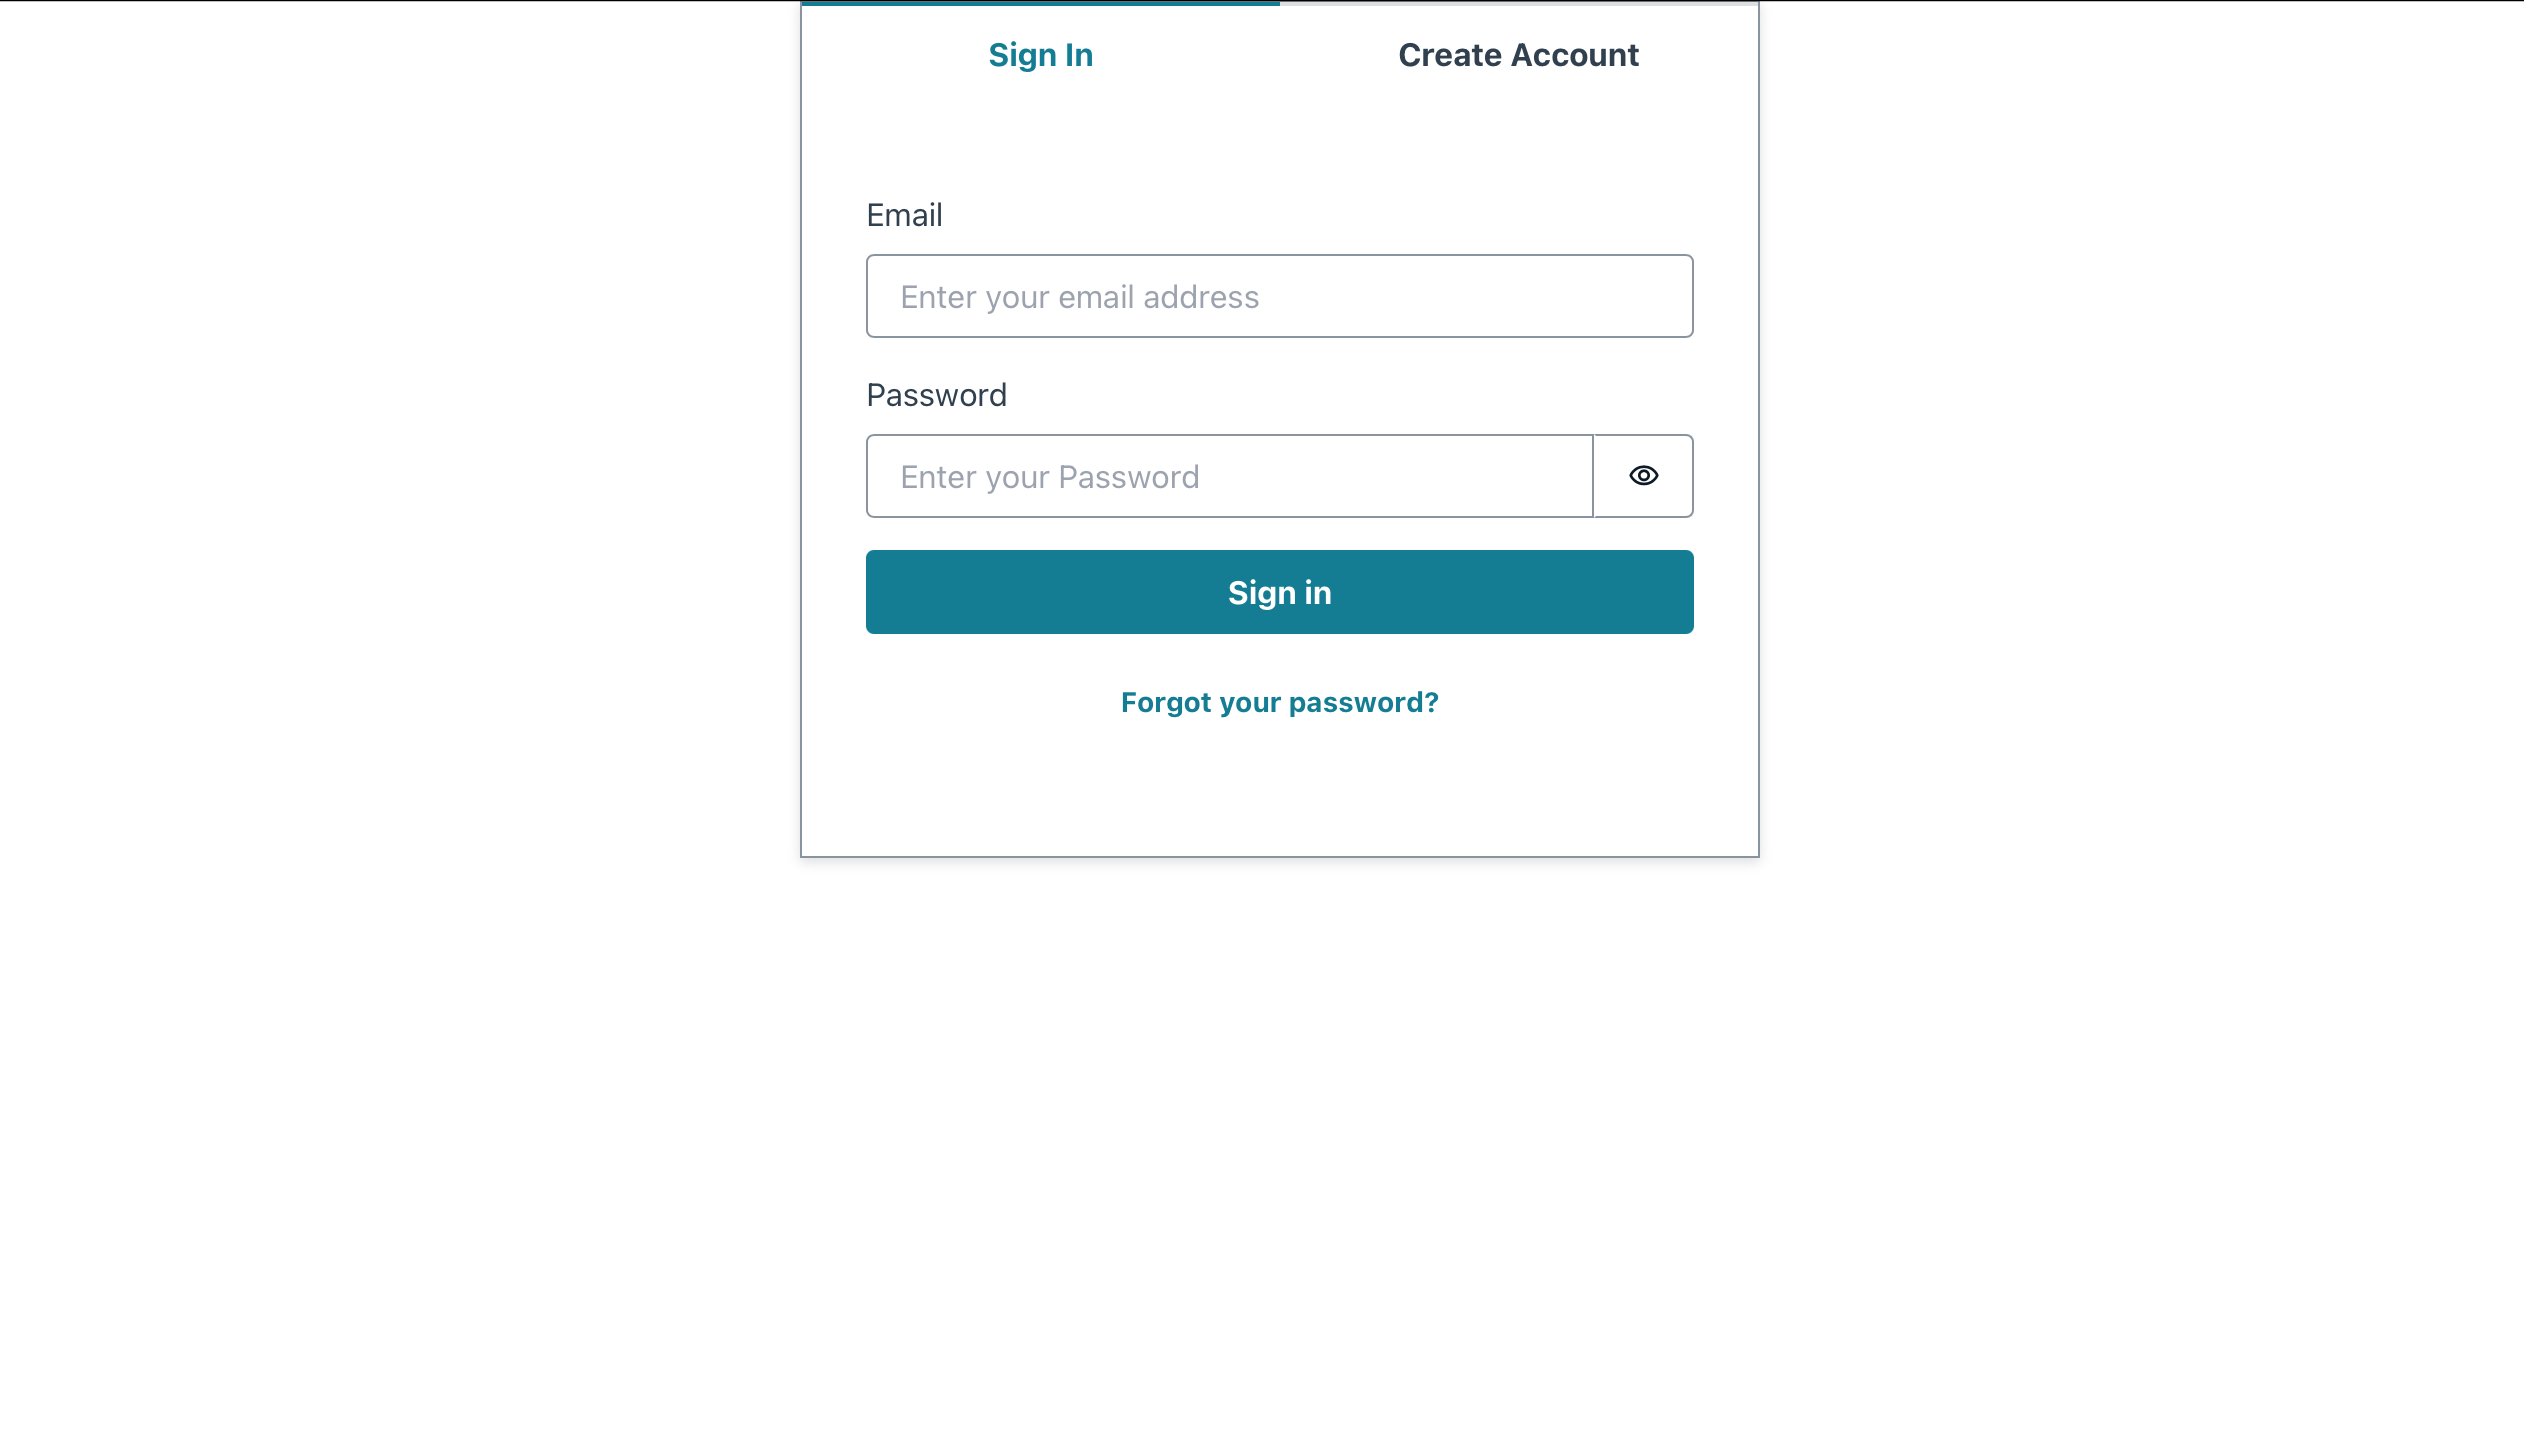 Sign In
Create Account
Email
Enter your email address
Password
Enter your Password
Sign in
Forgot your password?